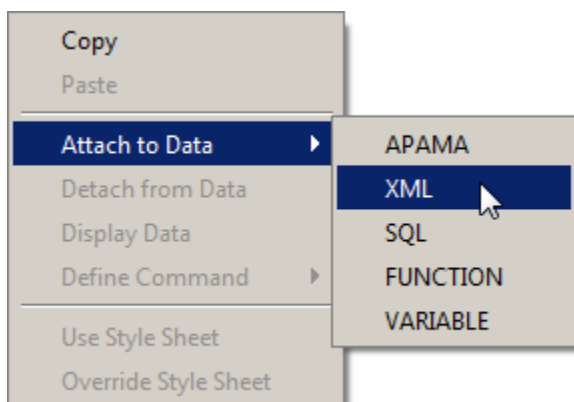 Copy
Paste
Attach to Data
Detach from Data
Display Data
Define Command
Use Style Sheet
Override Style Sheet
APAMA
XML
SQL
FUNCTION
VARIABLE